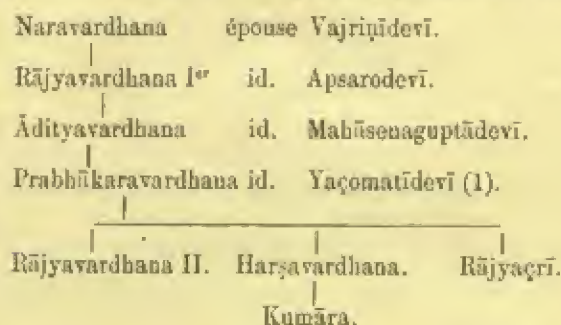 Naravardhana épouse Vajriṇīdevī.
Rājyavardhana Iᵉʳ id. Apsarodevī.
Ādityavardhana id. Mahāsenaguptādevī.
Prabhākaravardhana id. Yaçomatīdevī (1).
Rājyavardhana II. Harṣavardhana. Rājyaçrī.
Kumāra.